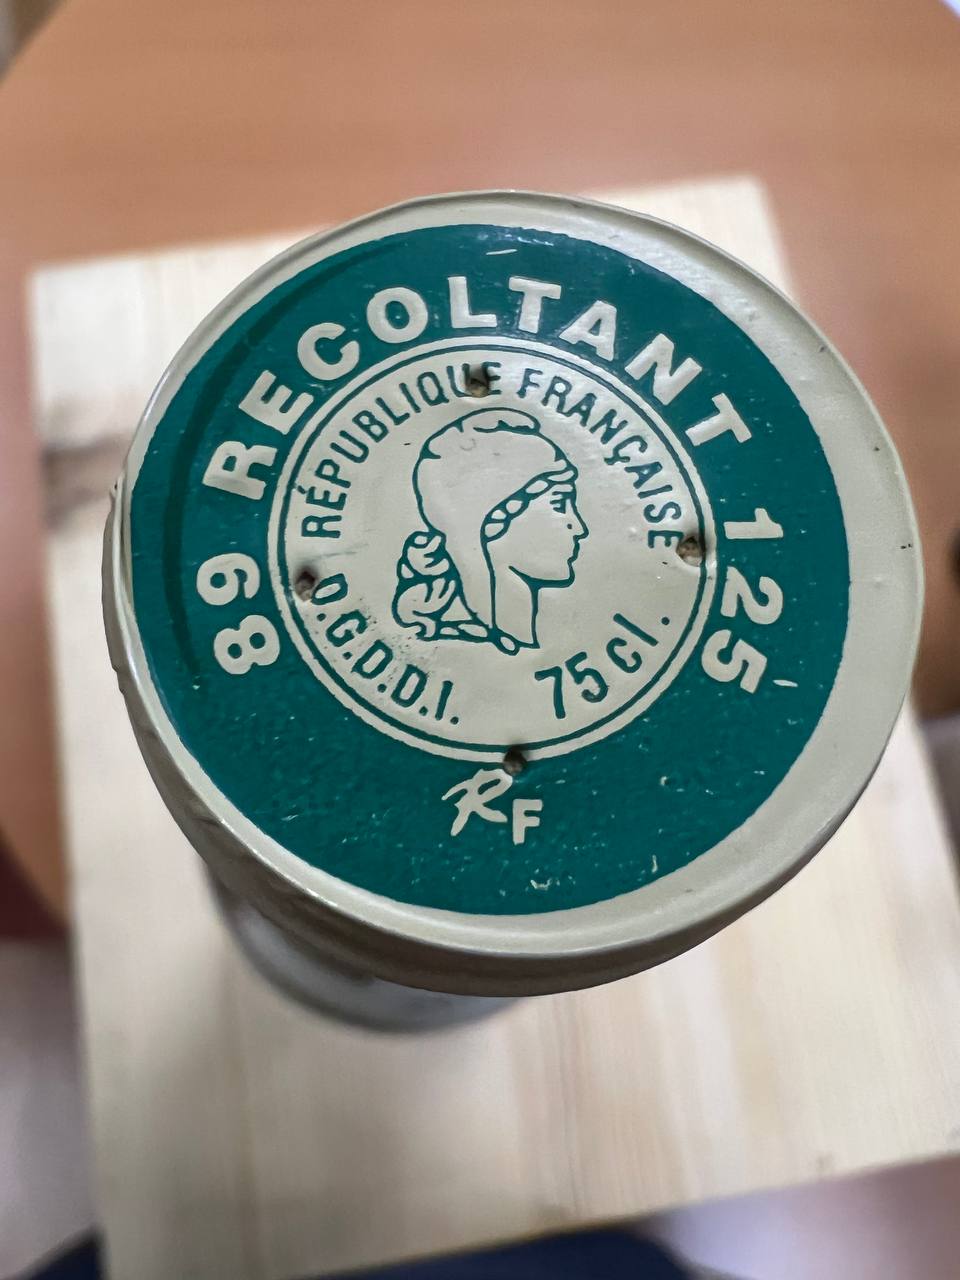 89 RECOLTANT 125
RÉPUBLIQUE FRANÇAISE
D.G.D.D.I. 75 cl.
RF